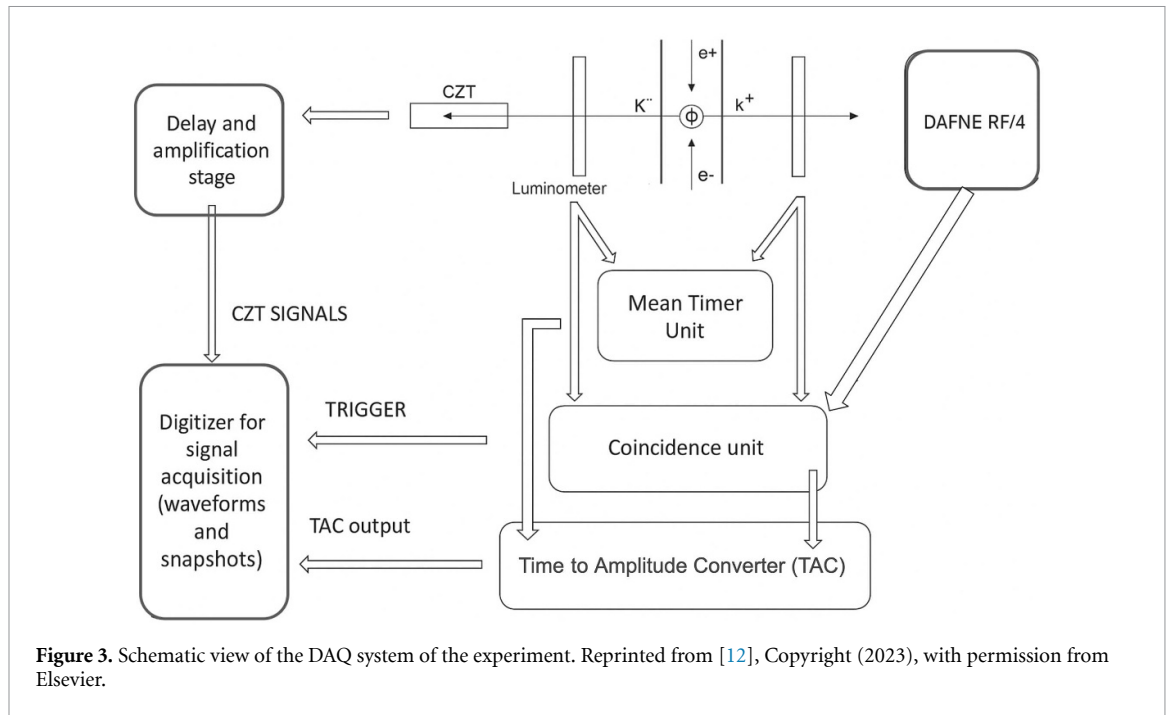 e+
CZT
K¨
Φ
k+
DAFNE RF/4
Delay and
amplification
stage
e-
Luminometer
Mean Timer
Unit
CZT SIGNALS
TRIGGER
Coincidence unit
Digitizer for
signal
acquisition
(waveforms
and
snapshots)
TAC output
Time to Amplitude Converter (TAC)
Figure 3. Schematic view of the DAQ system of the experiment. Reprinted from [12], Copyright (2023), with permission from
Elsevier.